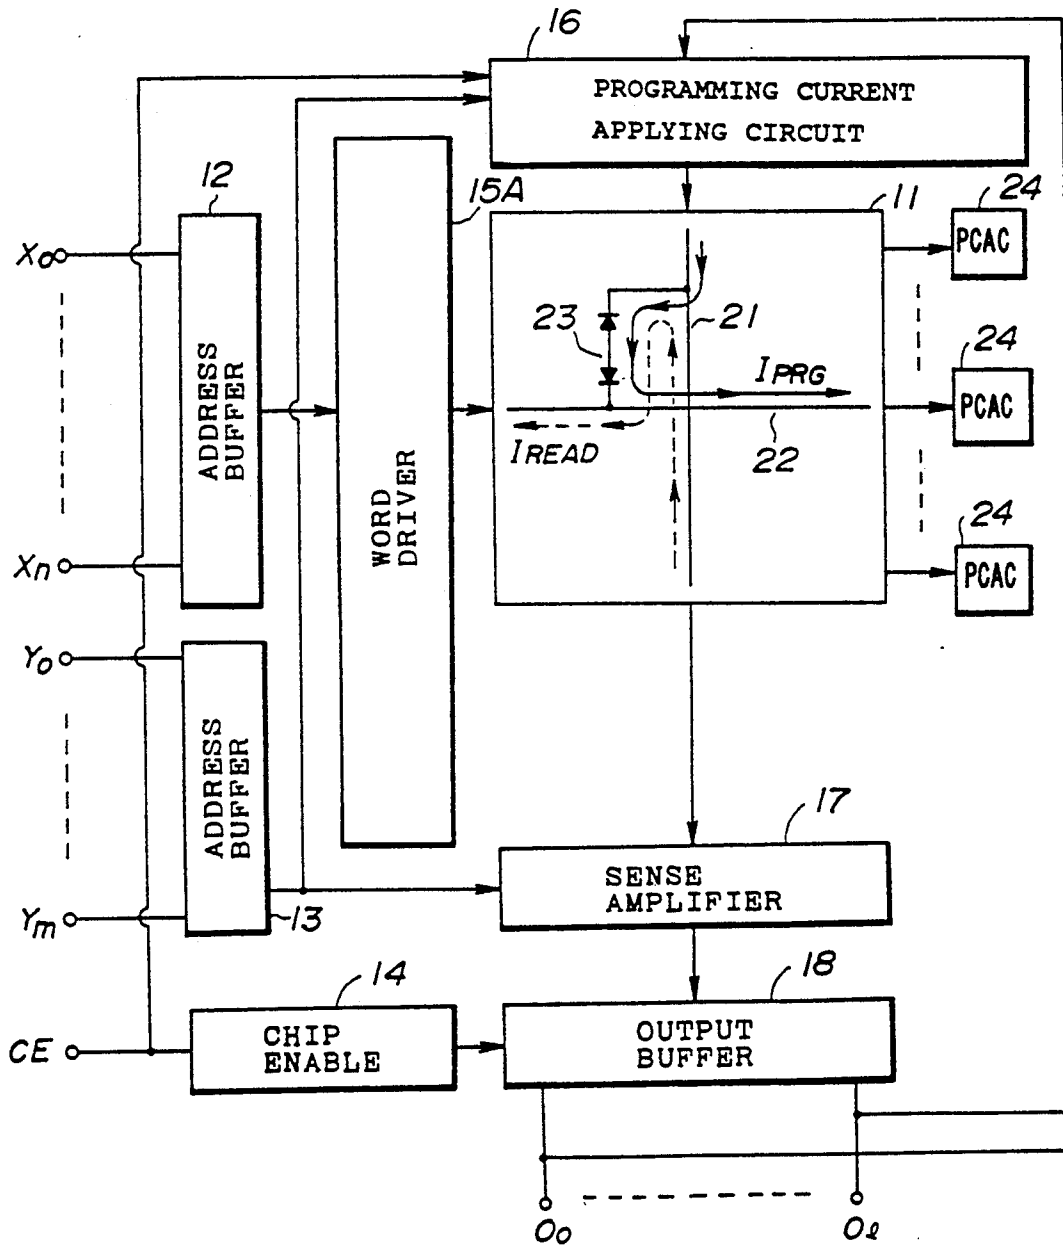 16
PROGRAMMING CURRENT
APPLYING CIRCUIT
12
15A
11
24
PCAC
X0
ADDRESS
BUFFER
WORD
DRIVER
23
21
IPRG
24
PCAC
IREAD
22
24
PCAC
Xn
Y0
ADDRESS
BUFFER
17
SENSE
AMPLIFIER
Ym
13
14
18
CE
CHIP
ENABLE
OUTPUT
BUFFER
O0
Oℓ